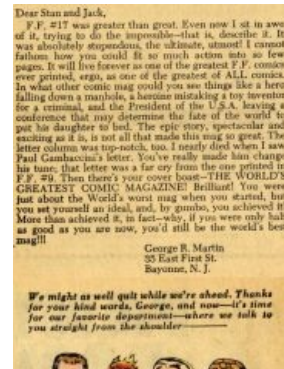 Dear Stan and Jack,
F.F. #17 was greater than great. Even now I sit in awe
of it, trying to do the impossible—that is, describe it. It
was absolutely stupendous, the ultimate, utmost! I cannot
fathom how you could fit so much action into so few
pages. It will live forever as one of the greatest F.F. comics
ever printed, ergo, as one of the greatest of ALL comics.
In what other comic mag could you see things like a hero
falling down a manhole, a heroine mistaking a toy inventor
for a criminal, and the President of the U.S.A. leaving a
conference that may determine the fate of the world to
put his daughter to bed. The epic story, spectacular and
exciting as it is, is not all that made this mag so great. The
letter column was top-notch, too. I nearly died when I saw
Paul Gambaccini's letter. You've really made him change
his tune; that letter was a far cry from the one printed in
F.F. #9. Then there's your cover boast—THE WORLD'S
GREATEST COMIC MAGAZINE! Brilliant! You were
just about the World's worst mag when you started, but
you set yourself an ideal, and, by gumbo, you achieved it!
More than achieved it, in fact—why, if you were only half
as good as you are now, you'd still be the world's best
mag!!!
George R. Martin
35 East First St.
Bayonne, N. J.
We might as well quit while we're ahead. Thanks
for your kind words, George, and now—it's time
for our favorite department—where we talk to
you straight from the shoulder